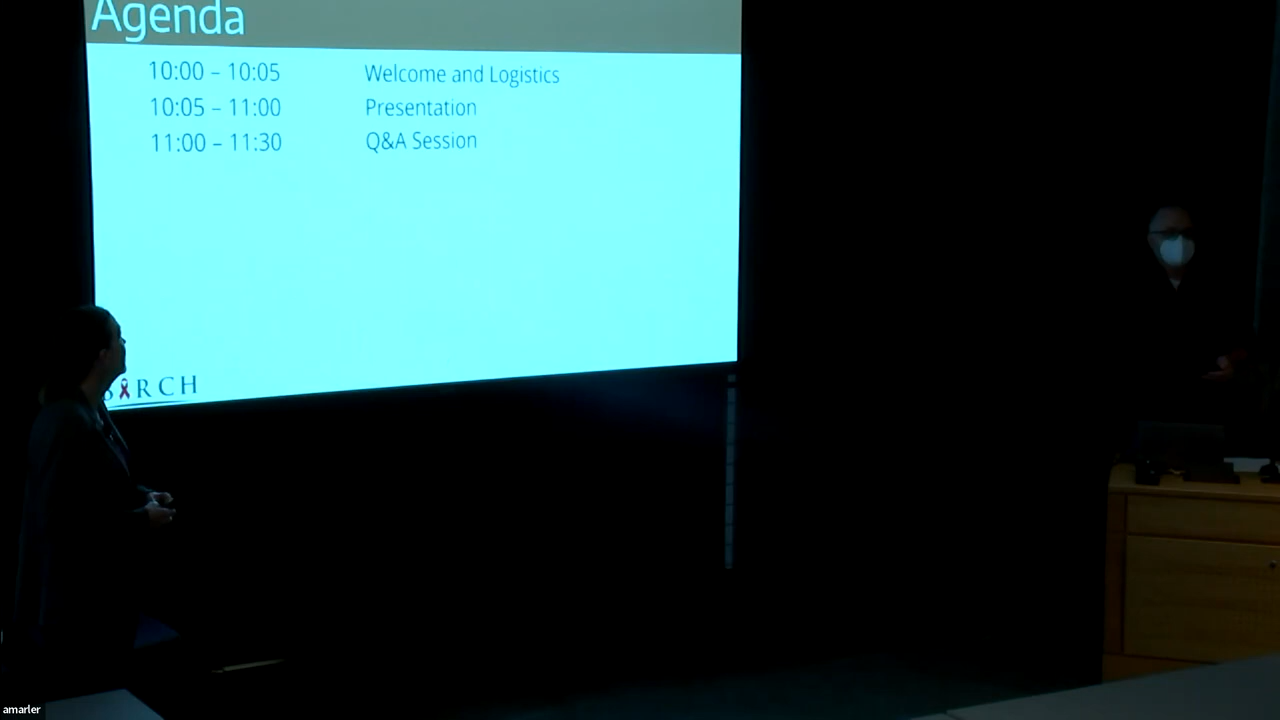 Agenda
10:00 – 10:05 Welcome and Logistics
10:05 – 11:00 Presentation
11:00 – 11:30 Q&A Session
RCH
amarler